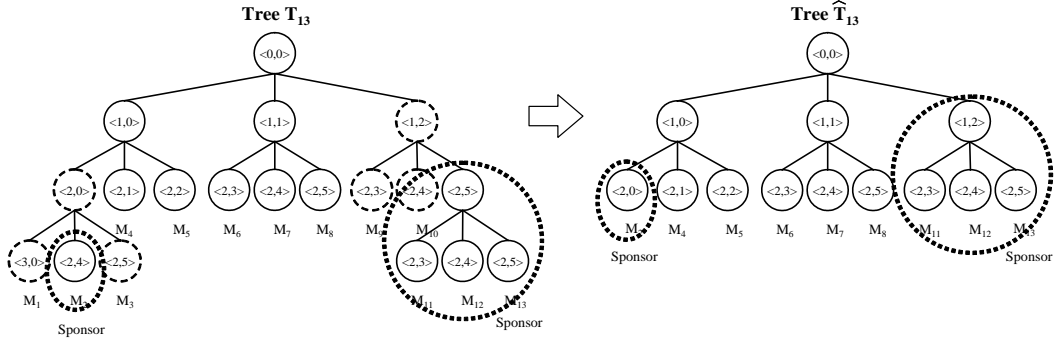 Tree T13 Tree T̂13
<0,0> <0,0>
<1,0> <1,1> <1,2> <1,0> <1,1> <1,2>
<2,0> <2,1> <2,2> <2,3> <2,4> <2,5> <2,3> <2,4> <2,5> <2,0> <2,1> <2,2> <2,3> <2,4> <2,5> <2,3> <2,4> <2,5>
M4 M5 M6 M7 M8 M9 M10 M2 M4 M5 M6 M7 M8 M11 M12 M13
Sponsor Sponsor
<3,0> <2,4> <2,5> <2,3> <2,4> <2,5>
M1 M2 M3 M11 M12 M13
Sponsor Sponsor